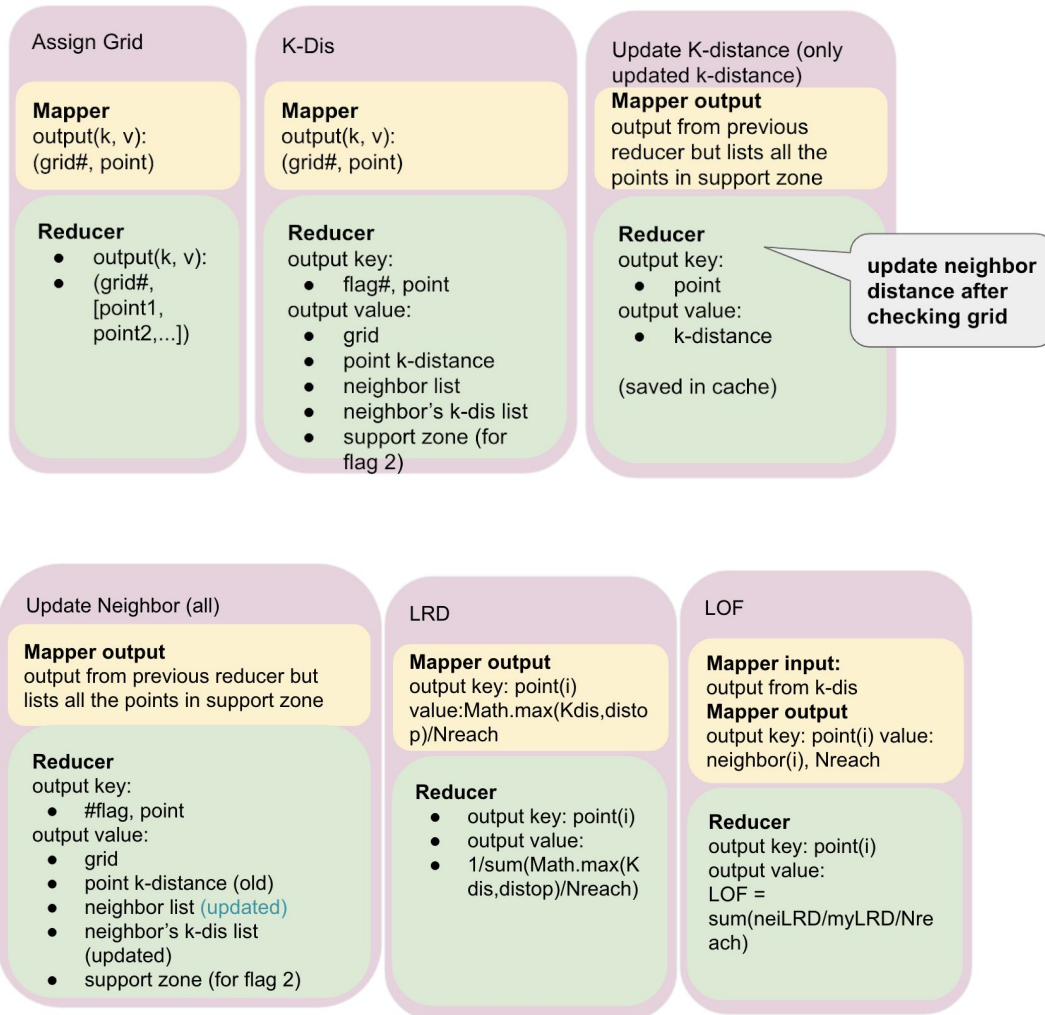 Assign Grid
Mapper
output(k, v):
(grid#, point)
Reducer
● output(k, v):
● (grid#,
[point1,
point2,...])
K-Dis
Mapper
output(k, v):
(grid#, point)
Reducer
output key:
● flag#, point
output value:
● grid
● point k-distance
● neighbor list
● neighbor's k-dis list
● support zone (for
flag 2)
Update K-distance (only
updated k-distance)
Mapper output
output from previous
reducer but lists all the
points in support zone
Reducer
output key:
● point
output value:
● k-distance
(saved in cache)
update neighbor
distance after
checking grid
Update Neighbor (all)
Mapper output
output from previous reducer but
lists all the points in support zone
Reducer
output key:
● #flag, point
output value:
● grid
● point k-distance (old)
● neighbor list (updated)
● neighbor's k-dis list
(updated)
● support zone (for flag 2)
LRD
Mapper output
output key: point(i)
value:Math.max(Kdis,disto
p)/Nreach
Reducer
● output key: point(i)
● output value:
● 1/sum(Math.max(K
dis,distop)/Nreach)
LOF
Mapper input:
output from k-dis
Mapper output
output key: point(i) value:
neighbor(i), Nreach
Reducer
output key: point(i)
output value:
LOF =
sum(neiLRD/myLRD/Nre
ach)